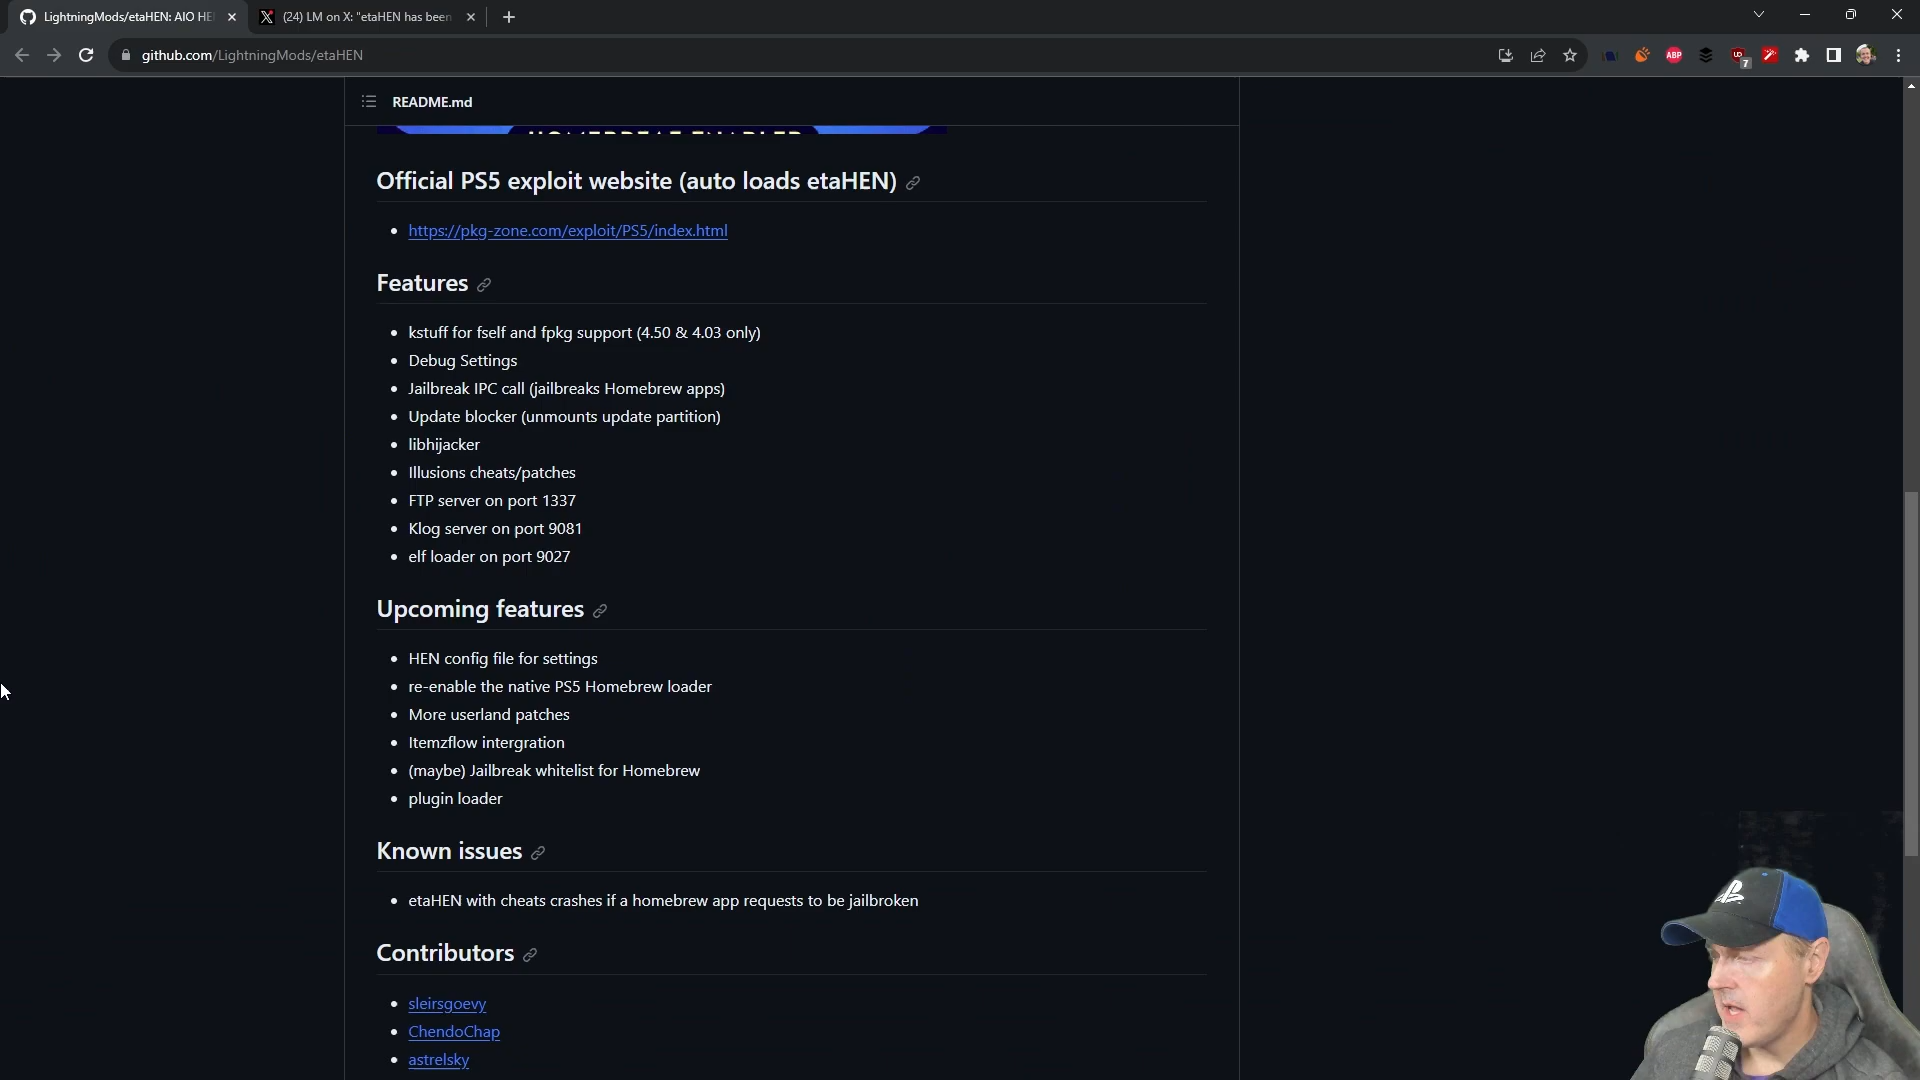 LightningMods/etaHEN: AIO HE
(24) LM on X: "etaHEN has been
github.com/LightningMods/etaHEN
ABP
7
README.md
HOMEBREAT ENABLED
Official PS5 exploit website (auto loads etaHEN)
https://pkg-zone.com/exploit/PS5/index.html
Features
kstuff for fself and fpkg support (4.50 & 4.03 only)
Debug Settings
Jailbreak IPC call (jailbreaks Homebrew apps)
Update blocker (unmounts update partition)
libhijacker
Illusions cheats/patches
FTP server on port 1337
Klog server on port 9081
elf loader on port 9027
Upcoming features
HEN config file for settings
re-enable the native PS5 Homebrew loader
More userland patches
Itemzflow intergration
(maybe) Jailbreak whitelist for Homebrew
plugin loader
Known issues
etaHEN with cheats crashes if a homebrew app requests to be jailbroken
Contributors
sleirsgoevy
ChendoChap
astrelsky